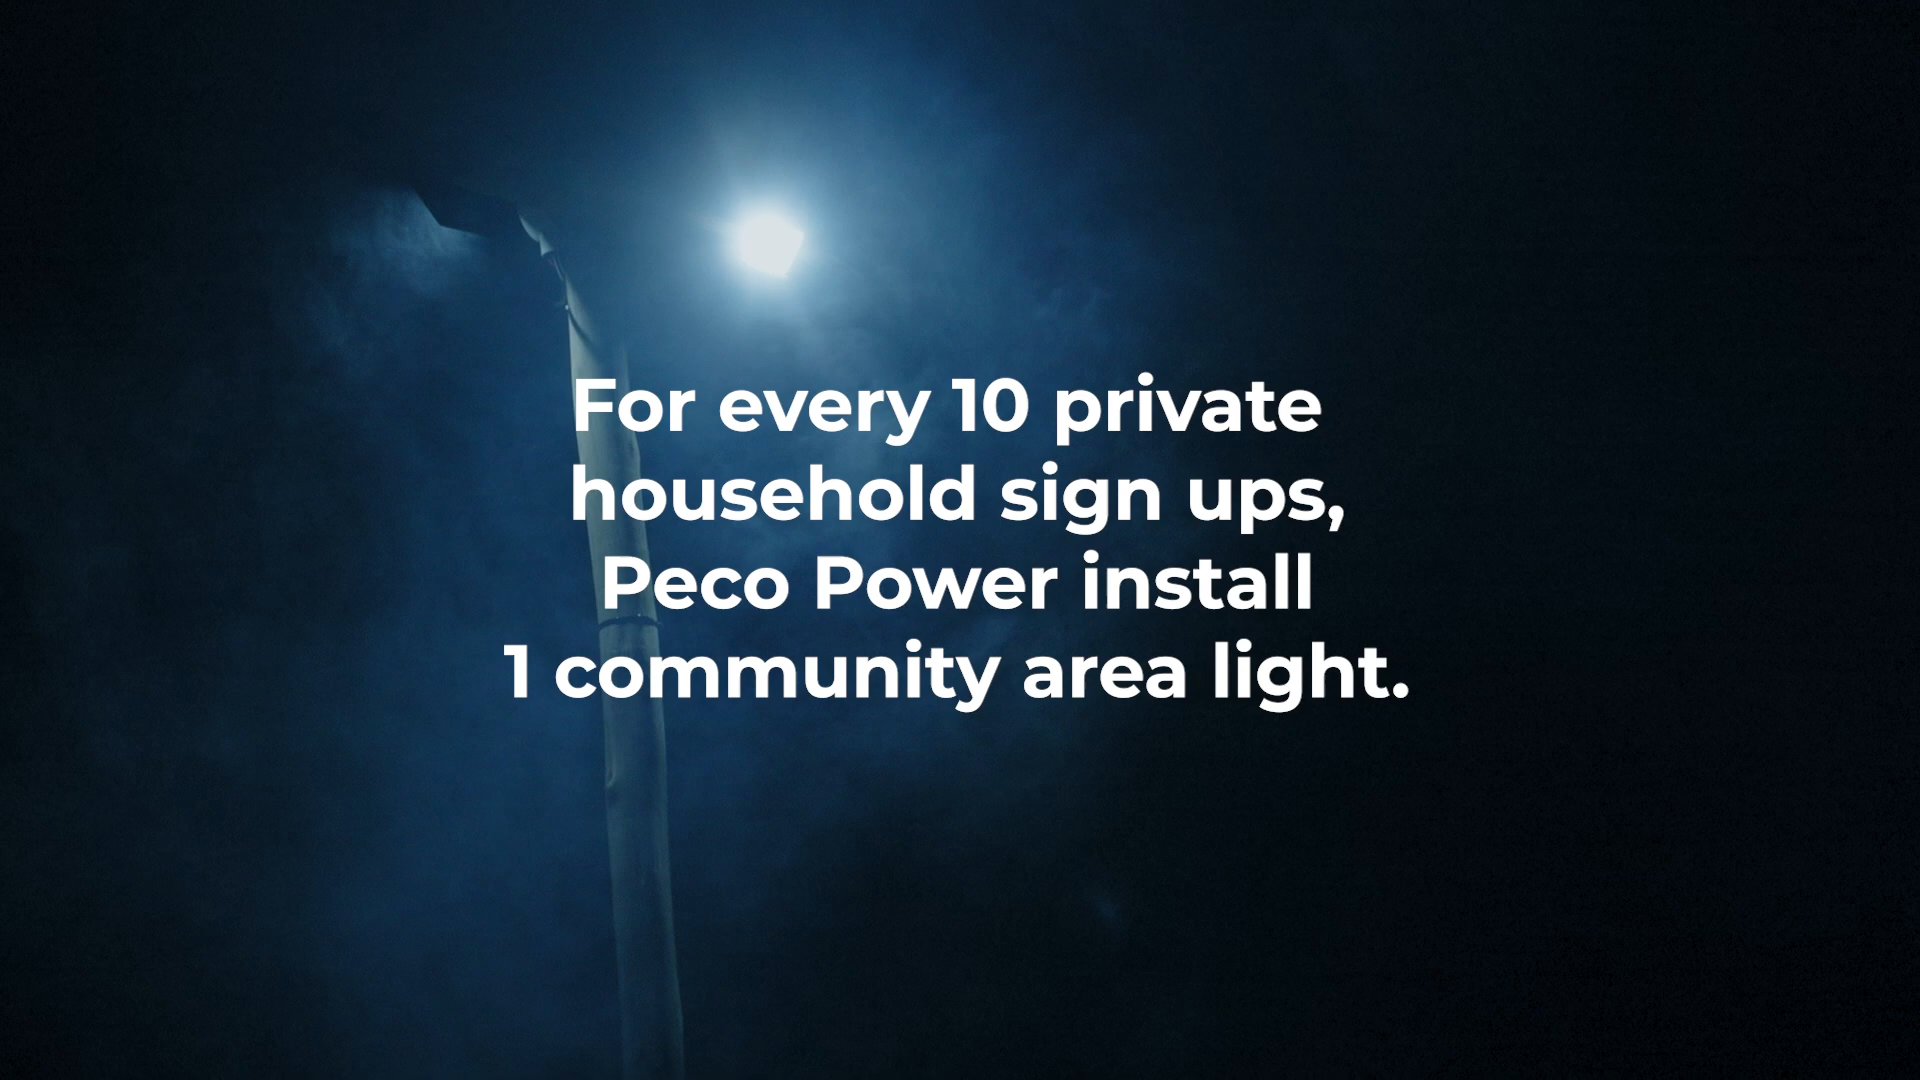 For every 10 private
household sign ups,
Peco Power install
1 community area light.